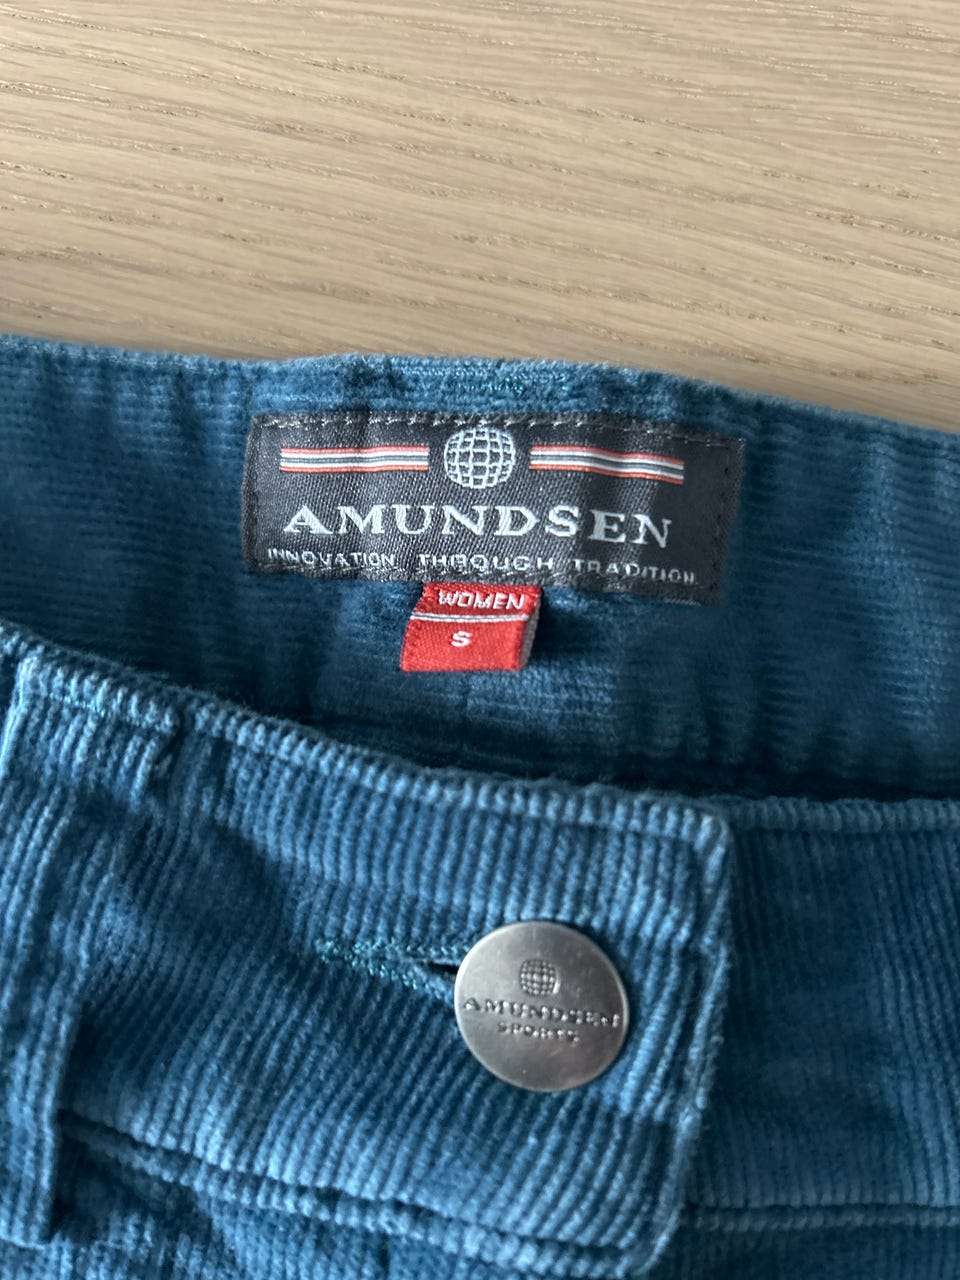 AMUNDSEN
INNOVATION THROUGH TRADITION
WOMEN
S
AMUNDSEN
SPORTS